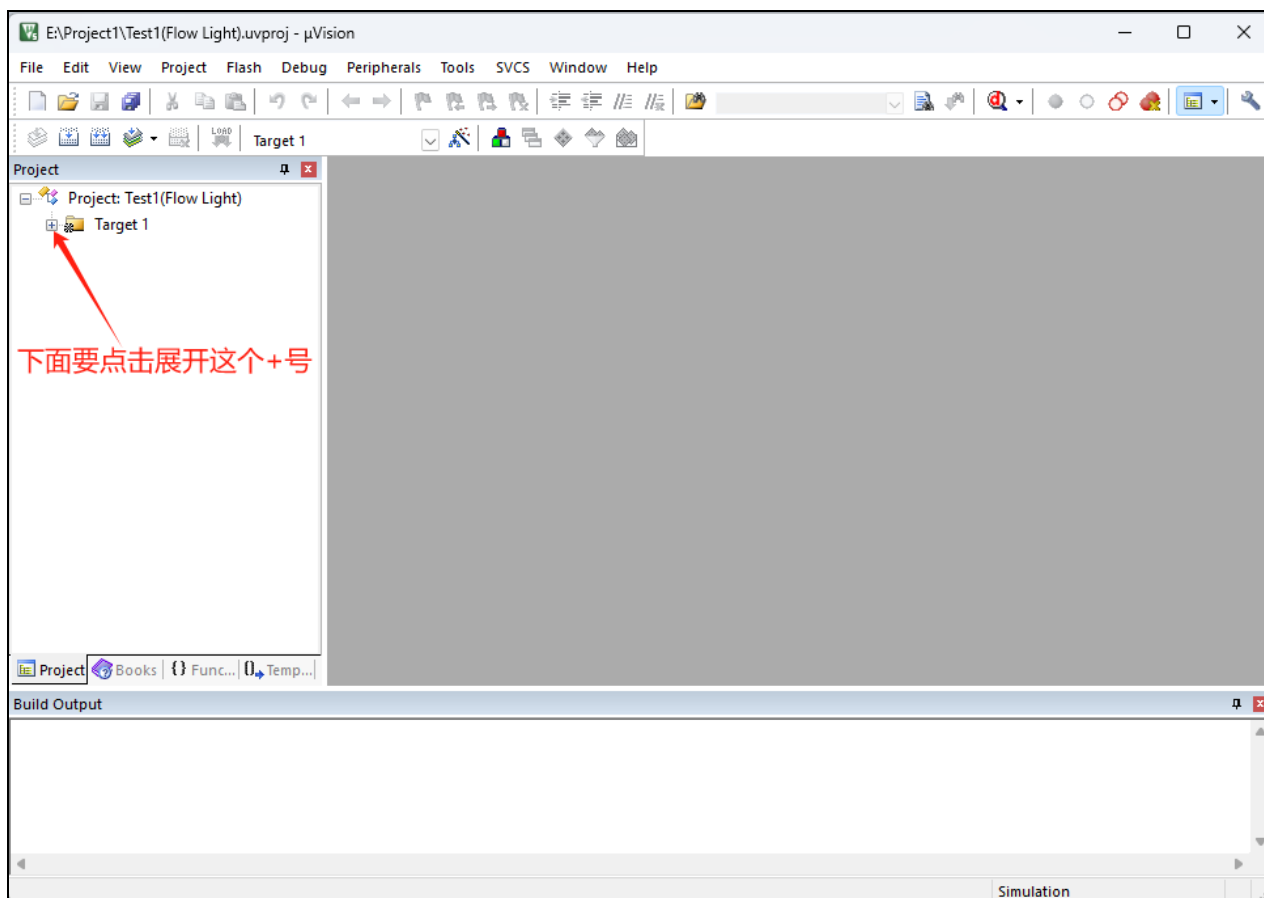 E:\Project1\Test1(Flow Light).uvproj - µVision
File Edit View Project Flash Debug Peripherals Tools SVCS Window Help
LOAD Target 1
Project
Project: Test1(Flow Light)
Target 1
下面要点击展开这个+号
Project Books {} Func... Temp...
Build Output
Simulation